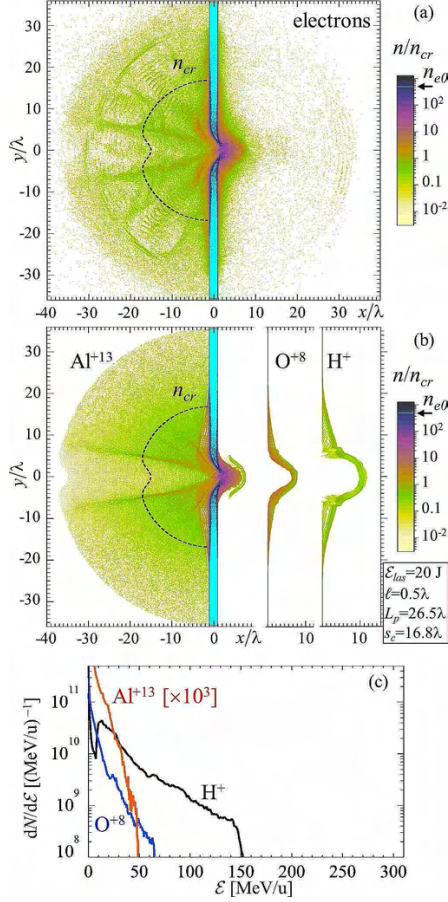 electrons (a)
n/n_cr
n_e0
10^2
10
1
0.1
10^-2
n_cr
y/λ
30
20
10
0
-10
-20
-30
-40 -30 -20 -10 0 10 20 30 x/λ 40
Al^+13 O^+8 H^+ (b)
n/n_cr
n_e0
10^2
10
1
0.1
10^-2
n_cr
y/λ
30
20
10
0
-10
-20
-30
-40 -30 -20 -10 0 x/λ 10 10
ℰ_las=20 J
ℓ=0.5λ
L_p=26.5λ
s_c=16.8λ
(c)
Al^+13 [×10^3]
H^+
O^+8
dN/dℰ [(MeV/u)^-1]
10^11
10^10
10^9
10^8
0 50 100 150 200 250 300
ℰ [MeV/u]